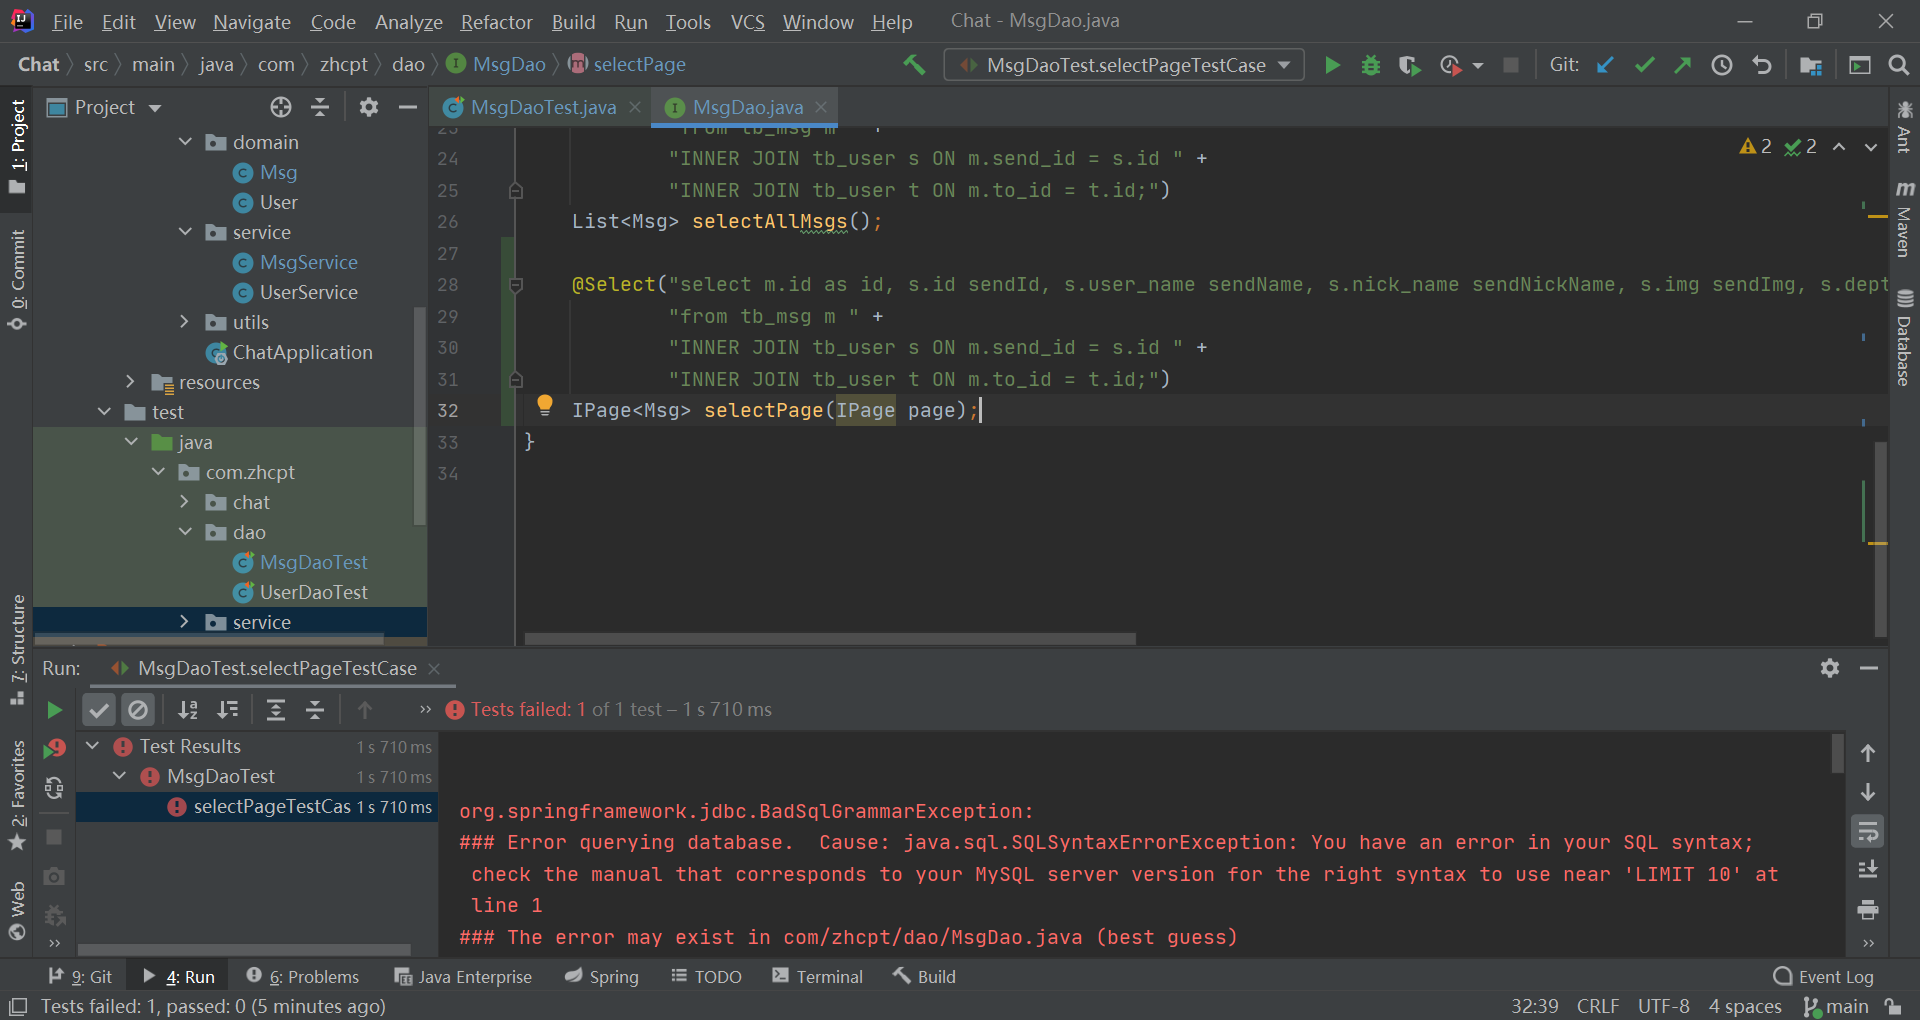 File Edit View Navigate Code Analyze Refactor Build Run Tools VCS Window Help Chat - MsgDao.java
Chat src main java com zhcpt dao MsgDao selectPage MsgDaoTest.selectPageTestCase Git:
1: Project
0: Commit
7: Structure
2: Favorites
Web
Project
domain
Msg
User
service
MsgService
UserService
utils
ChatApplication
resources
test
java
com.zhcpt
chat
dao
MsgDaoTest
UserDaoTest
service
MsgDaoTest.java MsgDao.java
23 "from tb_msg m " +
24 "INNER JOIN tb_user s ON m.send_id = s.id " +
25 "INNER JOIN tb_user t ON m.to_id = t.id;")
26 List<Msg> selectAllMsgs();
27
28 @Select("select m.id as id, s.id sendId, s.user_name sendName, s.nick_name sendNickName, s.img sendImg, s.dept
29 "from tb_msg m " +
30 "INNER JOIN tb_user s ON m.send_id = s.id " +
31 "INNER JOIN tb_user t ON m.to_id = t.id;")
32 IPage<Msg> selectPage(IPage page);
33 }
34
2 2
Ant
Maven
Database
Run: MsgDaoTest.selectPageTestCase
Tests failed: 1 of 1 test – 1 s 710 ms
Test Results 1 s 710 ms
MsgDaoTest 1 s 710 ms
selectPageTestCas 1 s 710 ms
org.springframework.jdbc.BadSqlGrammarException:
### Error querying database.  Cause: java.sql.SQLSyntaxErrorException: You have an error in your SQL syntax;
check the manual that corresponds to your MySQL server version for the right syntax to use near 'LIMIT 10' at
line 1
### The error may exist in com/zhcpt/dao/MsgDao.java (best guess)
9: Git 4: Run 6: Problems Java Enterprise Spring TODO Terminal Build Event Log
Tests failed: 1, passed: 0 (5 minutes ago) 32:39 CRLF UTF-8 4 spaces main